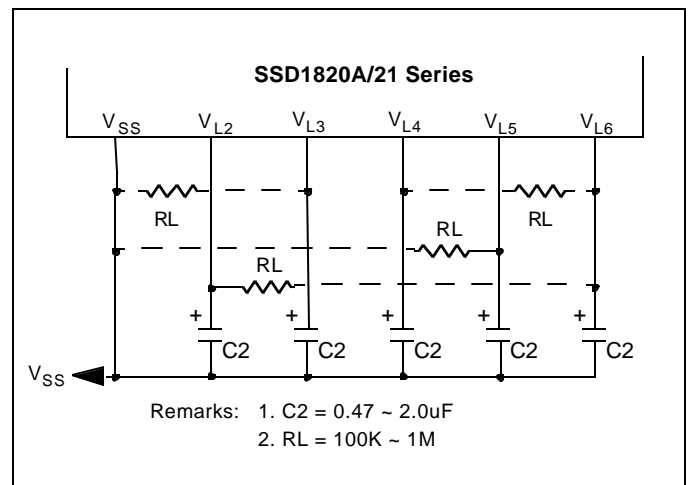 SSD1820A/21 Series
VSS VL2 VL3 VL4 VL5 VL6
RL RL
RL
RL
+ + + + +
C2 C2 C2 C2 C2
VSS
Remarks: 1. C2 = 0.47 ~ 2.0uF
2. RL = 100K ~ 1M